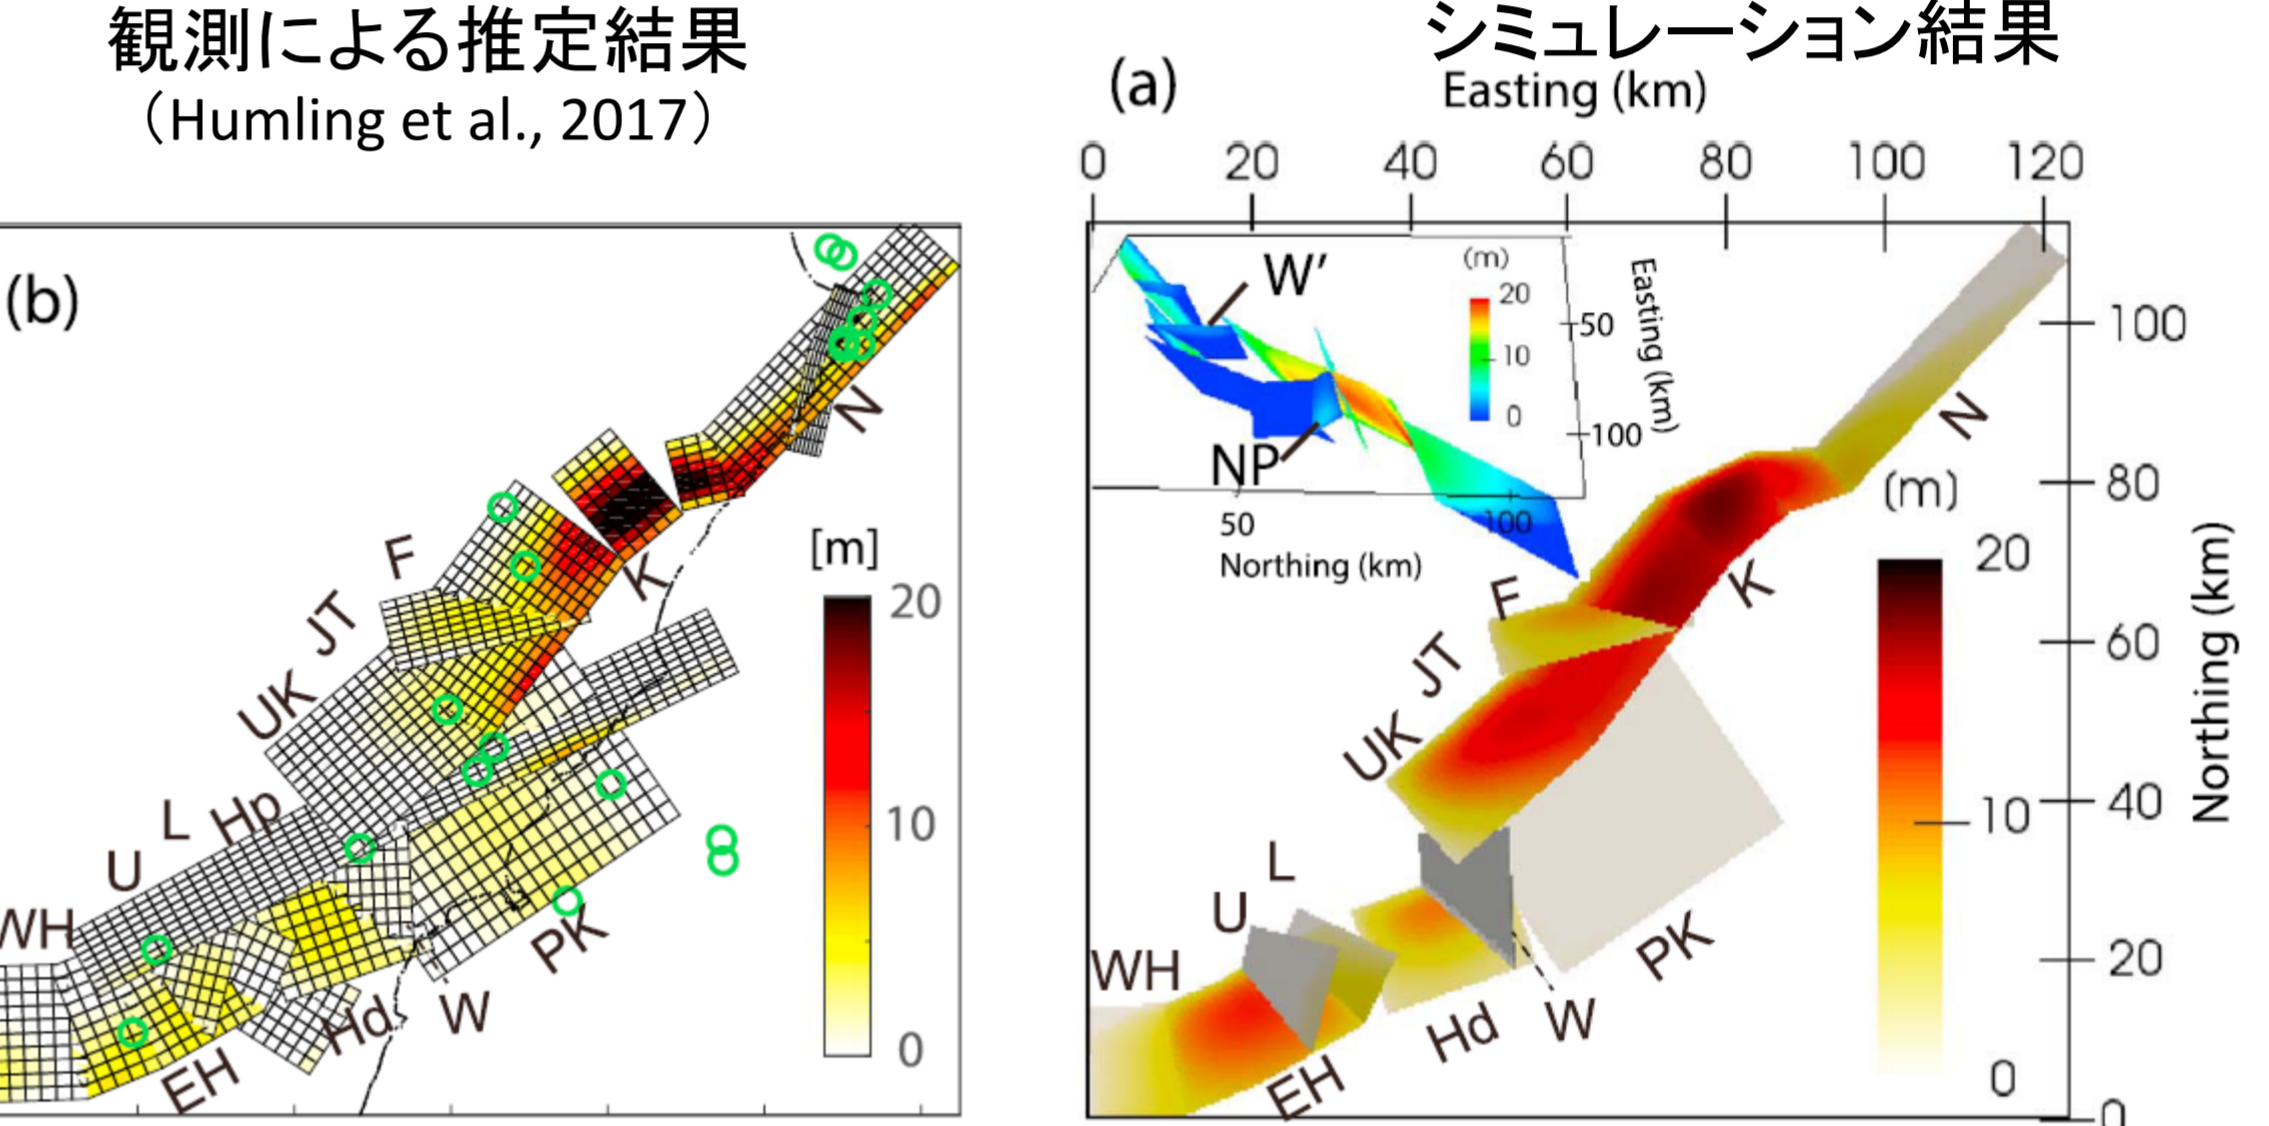 観測による推定結果
（Humling et al., 2017）
(b)
N
K
F
JT
UK
[m]
20
10
0
L
Hp
U
WH
PK
W
Hd
EH
シミュレーション結果
(a)
Easting (km)
0 20 40 60 80 100 120
W’
(m)
20
10
0
50
100
Easting (km)
NP
50
100
Northing (km)
N
K
F
JT
UK
L
U
WH
PK
W
Hd
EH
(m)
20
10
0
100
80
60
40
20
0
Northing (km)